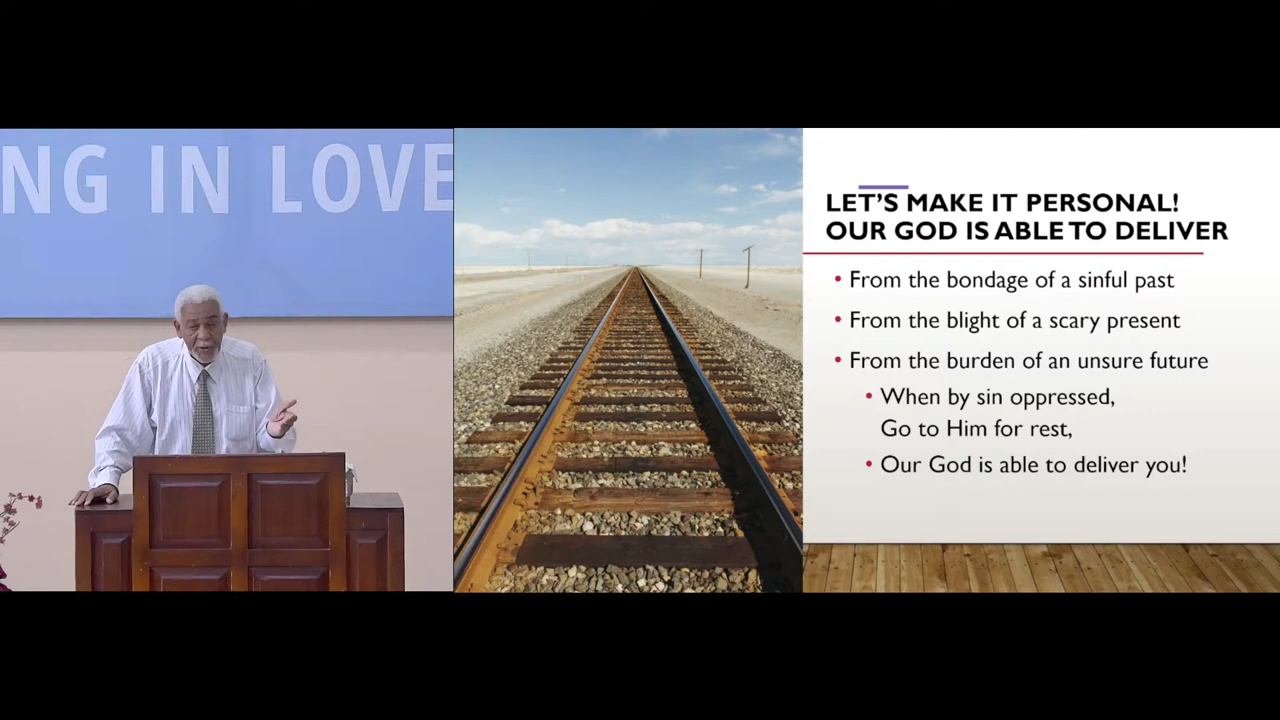 NG IN LOVE
LET'S MAKE IT PERSONAL!
OUR GOD IS ABLE TO DELIVER
• From the bondage of a sinful past
• From the blight of a scary present
• From the burden of an unsure future
• When by sin oppressed,
Go to Him for rest,
• Our God is able to deliver you!